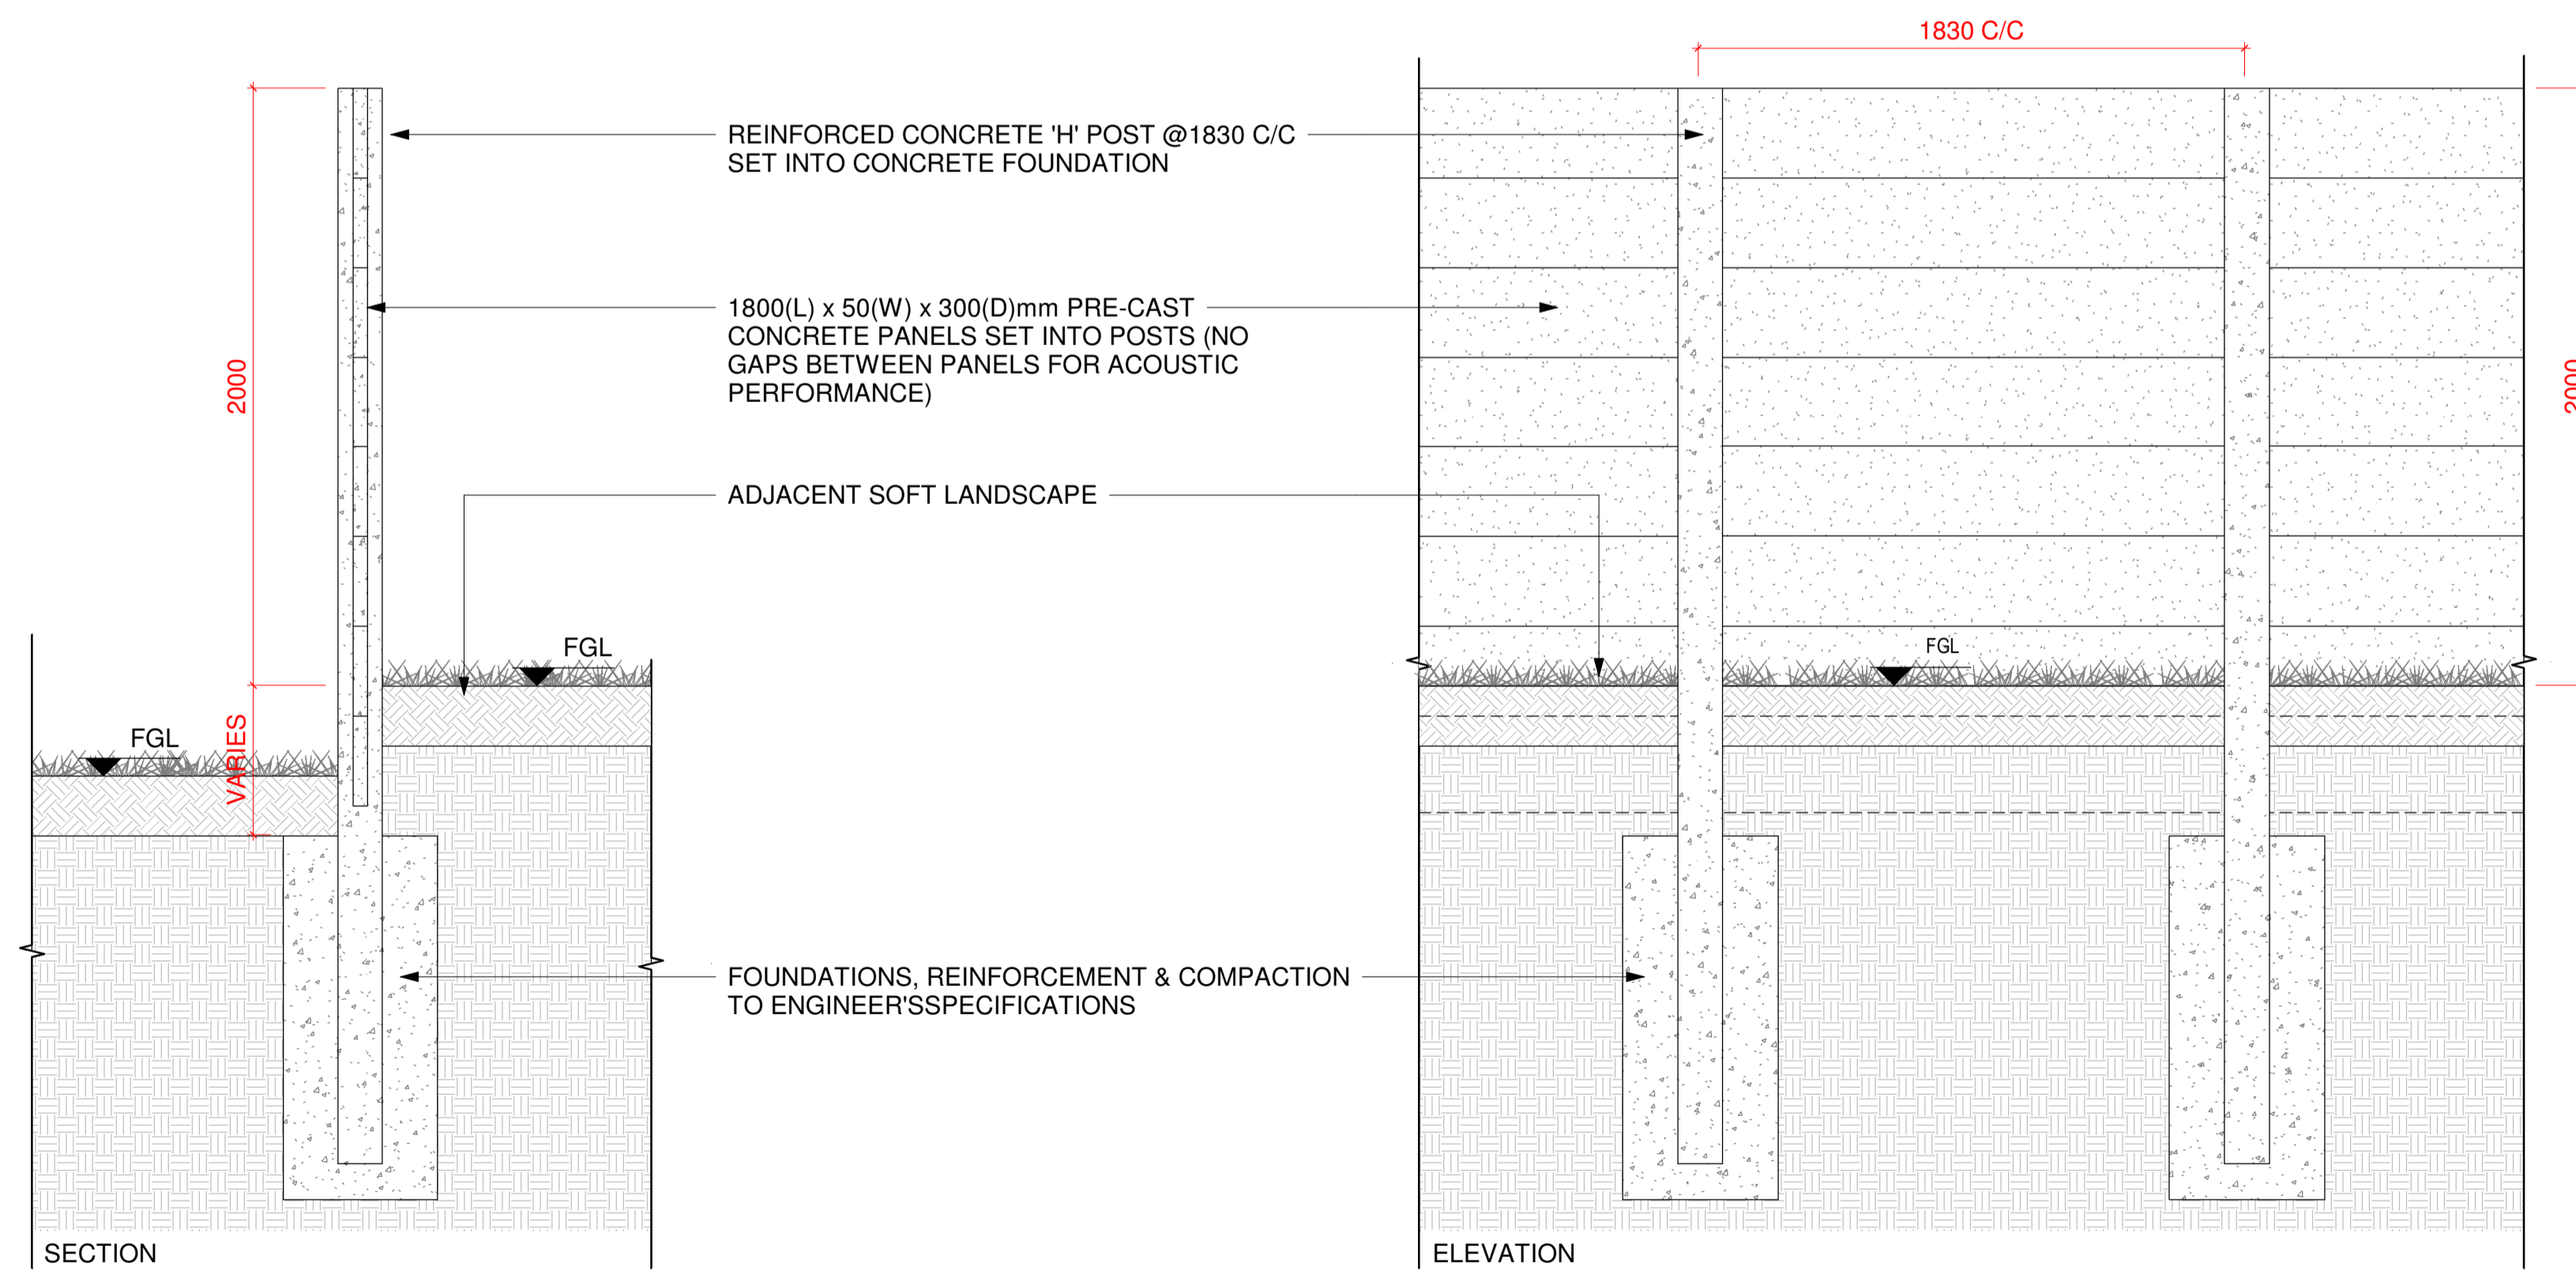 1830 C/C
REINFORCED CONCRETE 'H' POST @1830 C/C
SET INTO CONCRETE FOUNDATION
1800(L) x 50(W) x 300(D)mm PRE-CAST
CONCRETE PANELS SET INTO POSTS (NO
GAPS BETWEEN PANELS FOR ACOUSTIC
PERFORMANCE)
2000
2000
ADJACENT SOFT LANDSCAPE
FGL
FGL
FGL
VARIES
FOUNDATIONS, REINFORCEMENT & COMPACTION
TO ENGINEER'SSPECIFICATIONS
SECTION
ELEVATION